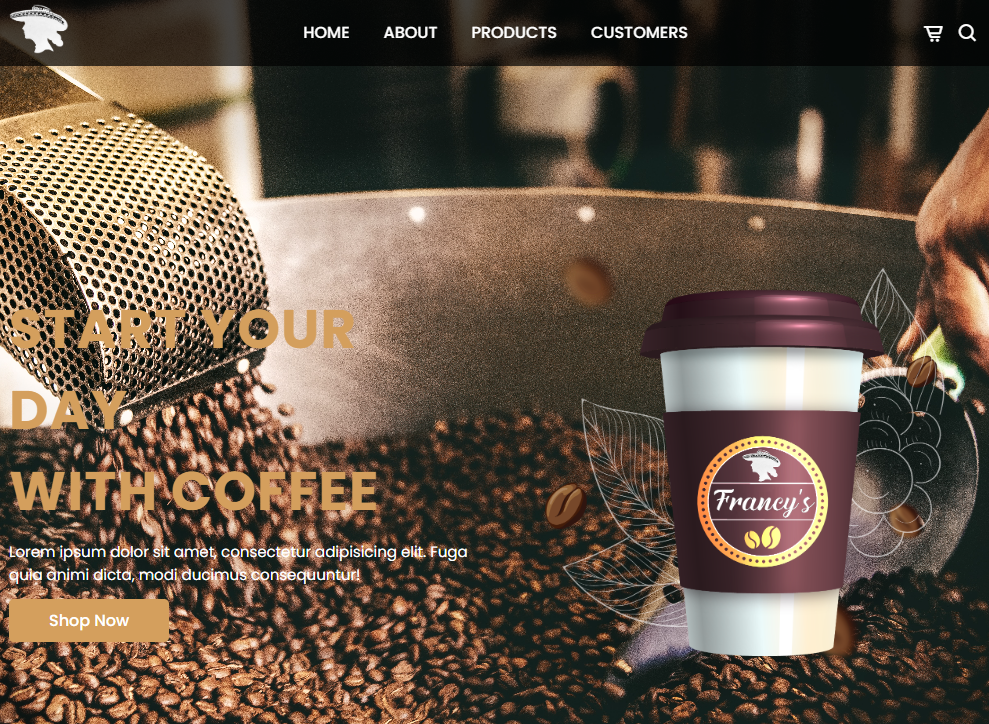 HOME ABOUT PRODUCTS CUSTOMERS
START YOUR
DAY
WITH COFFEE
Lorem ipsum dolor sit amet, consectetur adipisicing elit. Fuga
quia animi dicta, modi ducimus consequuntur!
Shop Now
Francy's